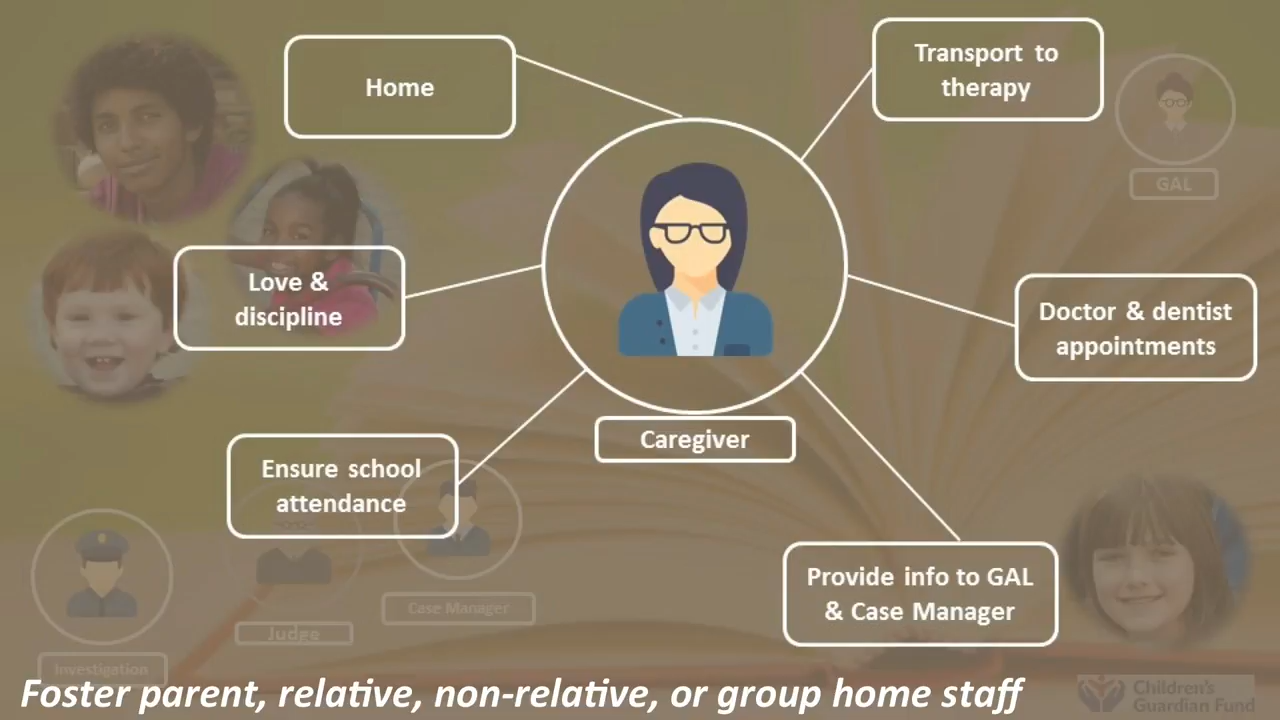 Home
Transport to
therapy
GAL
Love &
discipline
Doctor & dentist
appointments
Caregiver
Ensure school
attendance
Provide info to GAL
& Case Manager
Case Manager
Judge
Investigation
Foster parent, relative, non-relative, or group home staff
Children's
Guardian Fund